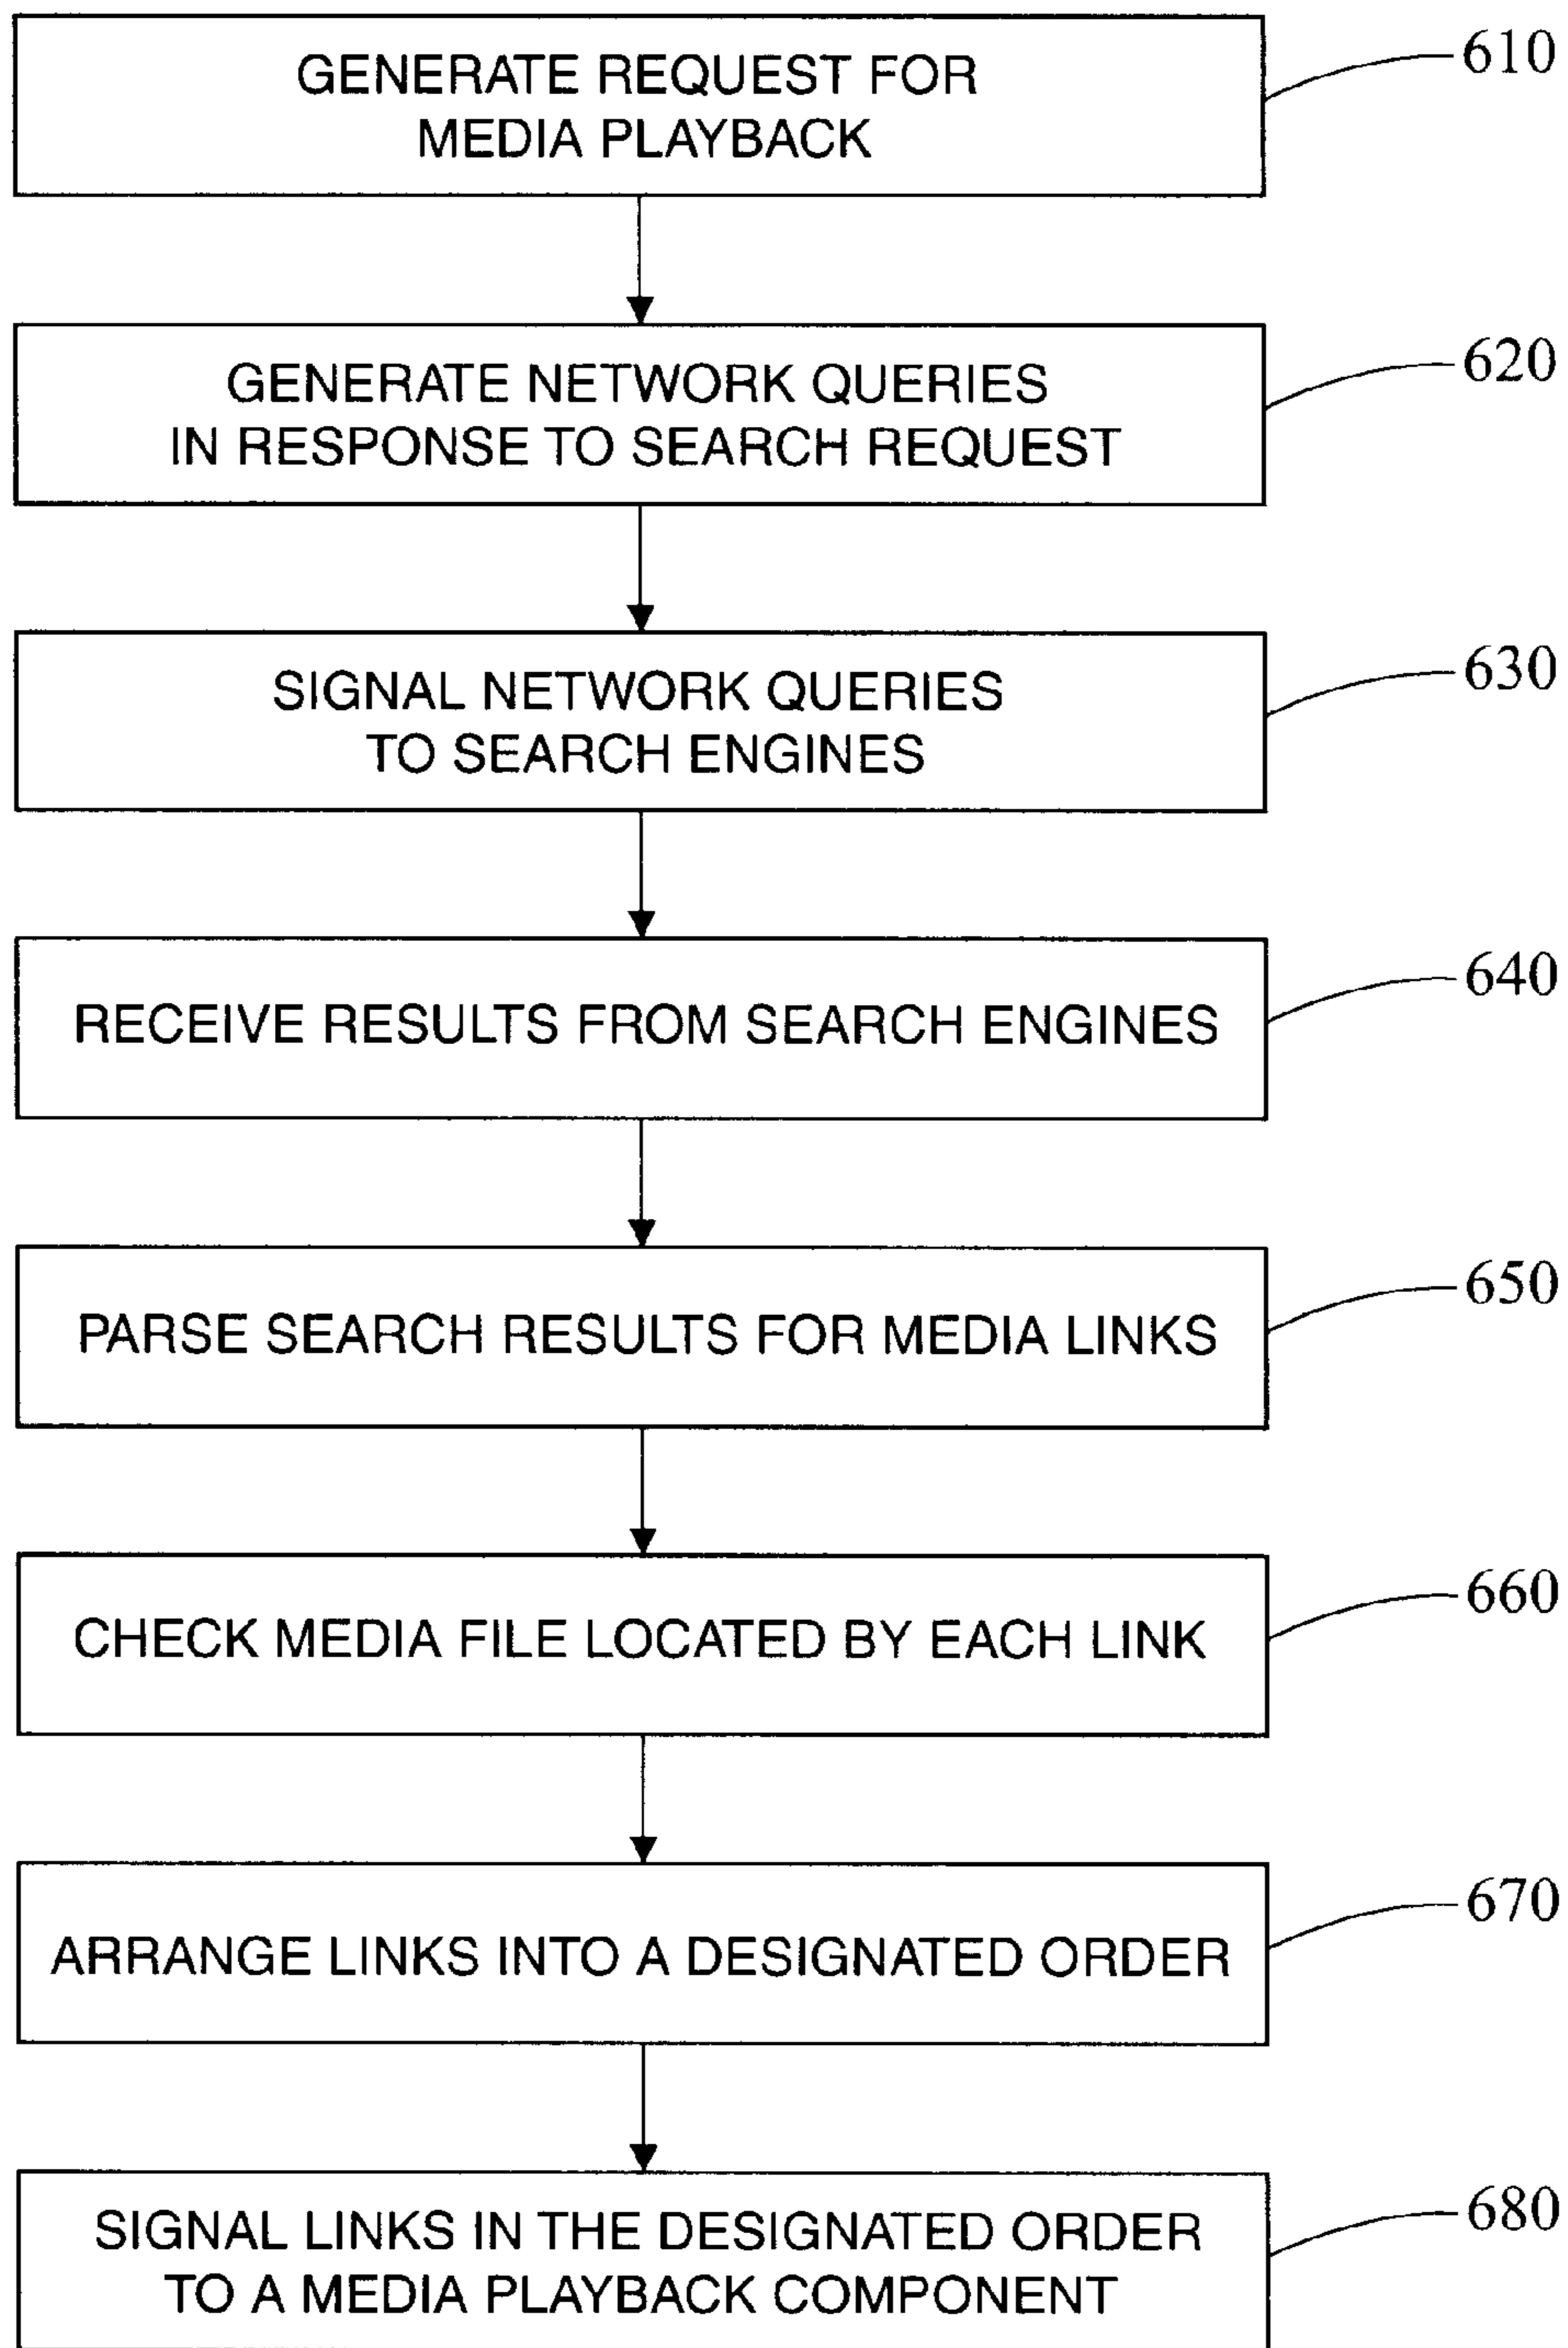 GENERATE REQUEST FOR
MEDIA PLAYBACK
610
GENERATE NETWORK QUERIES
IN RESPONSE TO SEARCH REQUEST
620
SIGNAL NETWORK QUERIES
TO SEARCH ENGINES
630
RECEIVE RESULTS FROM SEARCH ENGINES
640
PARSE SEARCH RESULTS FOR MEDIA LINKS
650
CHECK MEDIA FILE LOCATED BY EACH LINK
660
ARRANGE LINKS INTO A DESIGNATED ORDER
670
SIGNAL LINKS IN THE DESIGNATED ORDER
TO A MEDIA PLAYBACK COMPONENT
680